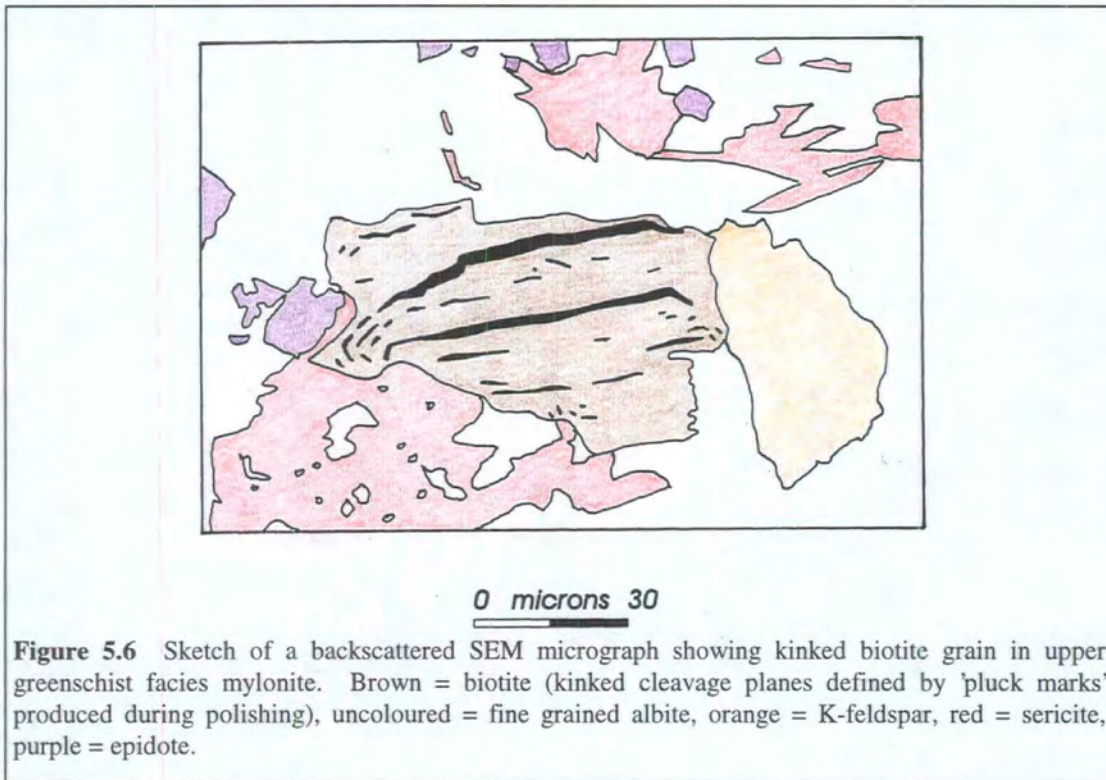 0 microns 30
Figure 5.6 Sketch of a backscattered SEM micrograph showing kinked biotite grain in upper
greenschist facies mylonite. Brown = biotite (kinked cleavage planes defined by 'pluck marks'
produced during polishing), uncoloured = fine grained albite, orange = K-feldspar, red = sericite,
purple = epidote.